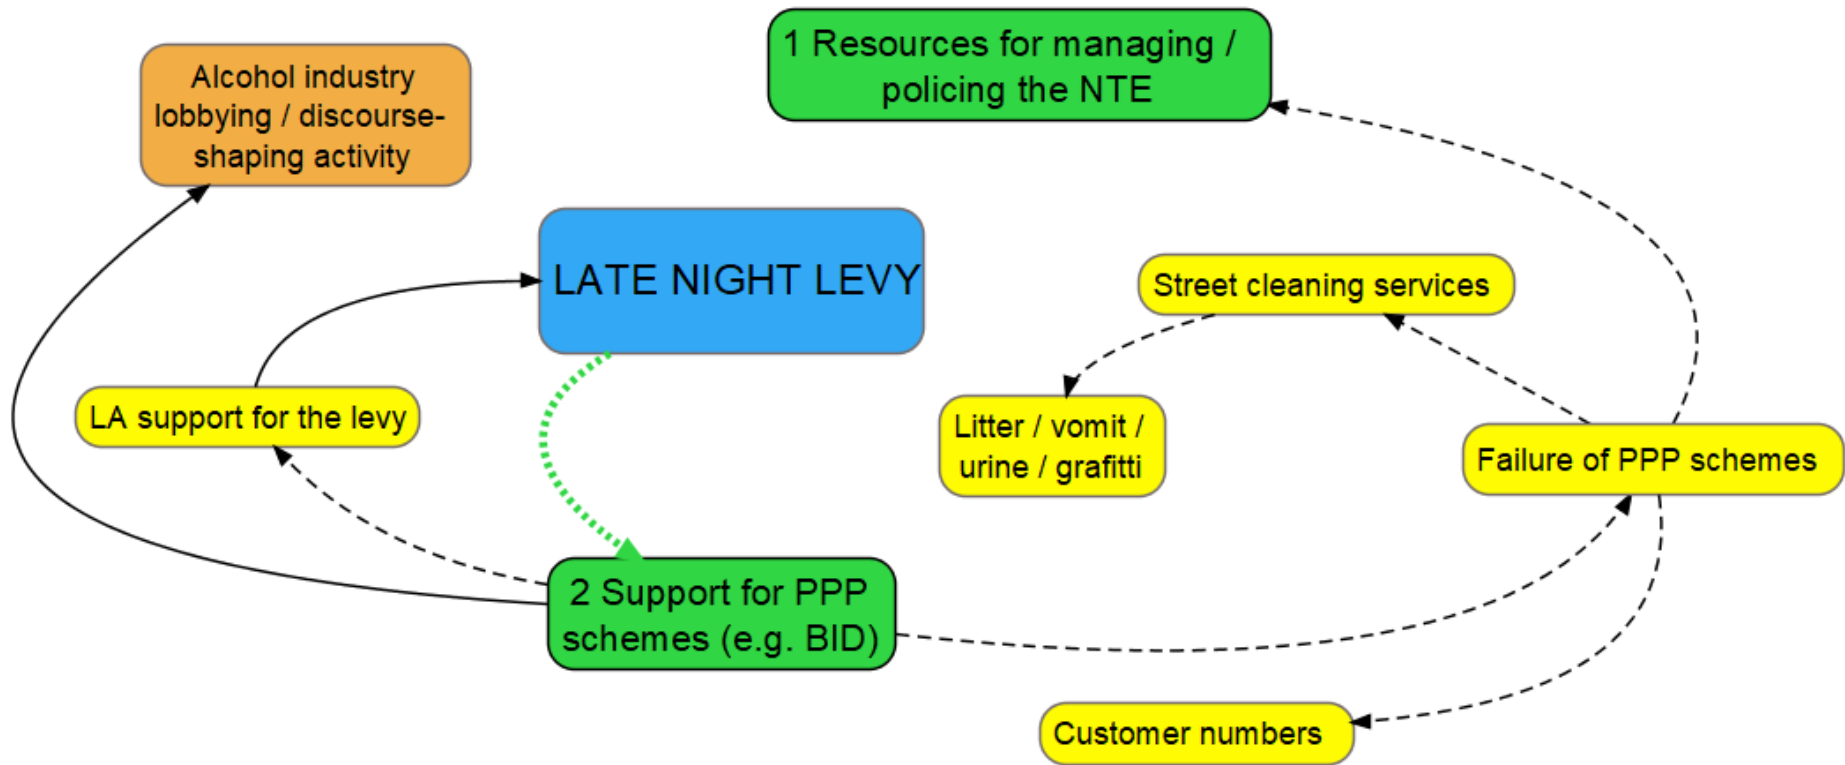 Alcohol industry
lobbying / discourse-
shaping activity
1 Resources for managing /
policing the NTE
LATE NIGHT LEVY
Street cleaning services
LA support for the levy
Litter / vomit /
urine / grafitti
Failure of PPP schemes
2 Support for PPP
schemes (e.g. BID)
Customer numbers